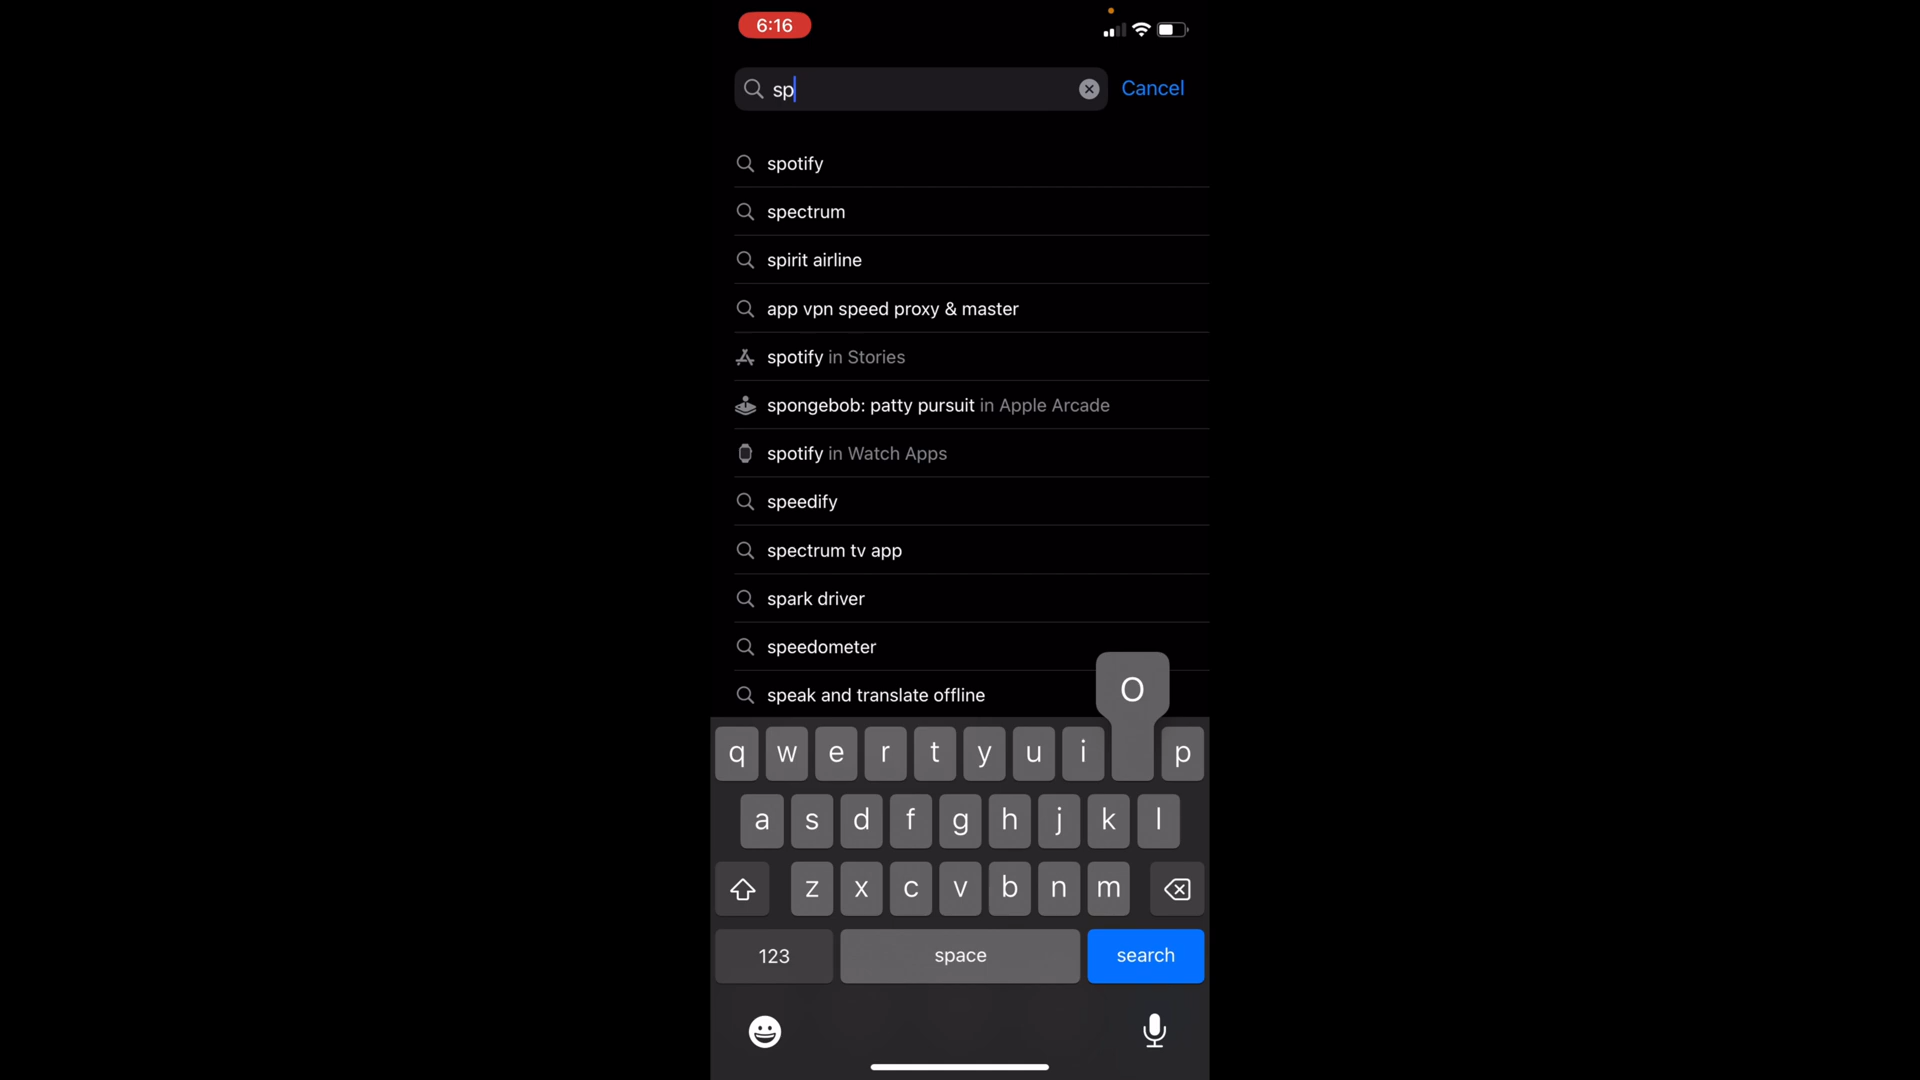 6:16
sp
Cancel
spotify
spectrum
spirit airline
app vpn speed proxy & master
spotify in Stories
spongebob: patty pursuit in Apple Arcade
spotify in Watch Apps
speedify
spectrum tv app
spark driver
speedometer
speak and translate offline
O
q w e r t y u i p
a s d f g h j k l
z x c v b n m
123 space search